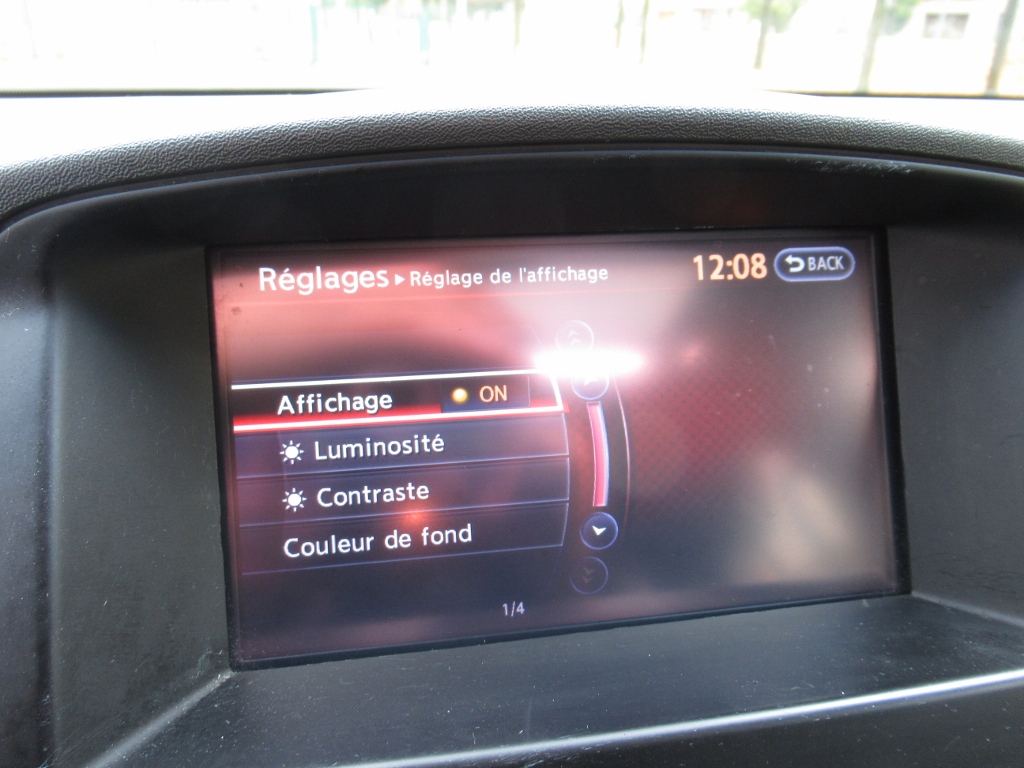 Réglages ▸ Réglage de l'affichage 12:08 BACK
Affichage ON
Luminosité
Contraste
Couleur de fond
1/4